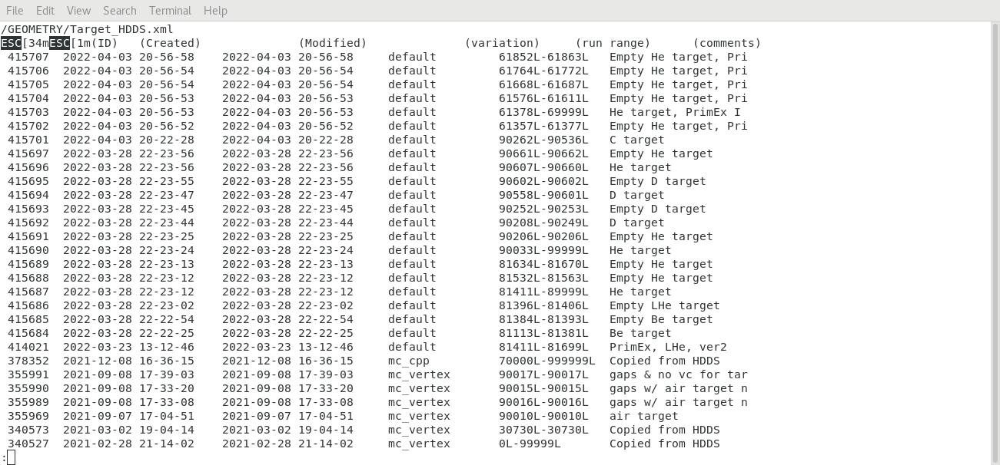 File Edit View Search Terminal Help
/GEOMETRY/Target_HDDS.xml
ESC[34mESC[1m(ID) (Created) (Modified) (variation) (run range) (comments)
415707 2022-04-03 20-56-58 2022-04-03 20-56-58 default 61852L-61863L Empty He target, Pri
415706 2022-04-03 20-56-54 2022-04-03 20-56-54 default 61764L-61772L Empty He target, Pri
415705 2022-04-03 20-56-54 2022-04-03 20-56-54 default 61668L-61687L Empty He target, Pri
415704 2022-04-03 20-56-53 2022-04-03 20-56-53 default 61576L-61611L Empty He target, Pri
415703 2022-04-03 20-56-53 2022-04-03 20-56-53 default 61378L-69999L He target, PrimEx I
415702 2022-04-03 20-56-52 2022-04-03 20-56-52 default 61357L-61377L Empty He target, Pri
415701 2022-04-03 20-22-28 2022-04-03 20-22-28 default 90262L-90536L C target
415697 2022-03-28 22-23-56 2022-03-28 22-23-56 default 90661L-90662L Empty He target
415696 2022-03-28 22-23-56 2022-03-28 22-23-56 default 90607L-90660L He target
415695 2022-03-28 22-23-55 2022-03-28 22-23-55 default 90602L-90602L Empty D target
415694 2022-03-28 22-23-47 2022-03-28 22-23-47 default 90558L-90601L D target
415693 2022-03-28 22-23-45 2022-03-28 22-23-45 default 90252L-90253L Empty D target
415692 2022-03-28 22-23-44 2022-03-28 22-23-44 default 90208L-90249L D target
415691 2022-03-28 22-23-25 2022-03-28 22-23-25 default 90206L-90206L Empty He target
415690 2022-03-28 22-23-24 2022-03-28 22-23-24 default 90033L-99999L He target
415689 2022-03-28 22-23-13 2022-03-28 22-23-13 default 81634L-81670L Empty He target
415688 2022-03-28 22-23-12 2022-03-28 22-23-12 default 81532L-81563L Empty He target
415687 2022-03-28 22-23-12 2022-03-28 22-23-12 default 81411L-89999L He target
415686 2022-03-28 22-23-02 2022-03-28 22-23-02 default 81396L-81406L Empty LHe target
415685 2022-03-28 22-22-54 2022-03-28 22-22-54 default 81384L-81393L Empty Be target
415684 2022-03-28 22-22-25 2022-03-28 22-22-25 default 81113L-81381L Be target
414021 2022-03-23 13-12-46 2022-03-23 13-12-46 default 81411L-81699L PrimEx, LHe, ver2
378352 2021-12-08 16-36-15 2021-12-08 16-36-15 mc_cpp 70000L-999999L Copied from HDDS
355991 2021-09-08 17-39-03 2021-09-08 17-39-03 mc_vertex 90017L-90017L gaps & no vc for tar
355990 2021-09-08 17-33-20 2021-09-08 17-33-20 mc_vertex 90015L-90015L gaps w/ air target n
355989 2021-09-08 17-33-08 2021-09-08 17-33-08 mc_vertex 90016L-90016L gaps w/ air target n
355969 2021-09-07 17-04-51 2021-09-07 17-04-51 mc_vertex 90010L-90010L air target
340573 2021-03-02 19-04-14 2021-03-02 19-04-14 mc_vertex 30730L-30730L Copied from HDDS
340527 2021-02-28 21-14-02 2021-02-28 21-14-02 mc_vertex 0L-99999L Copied from HDDS
: